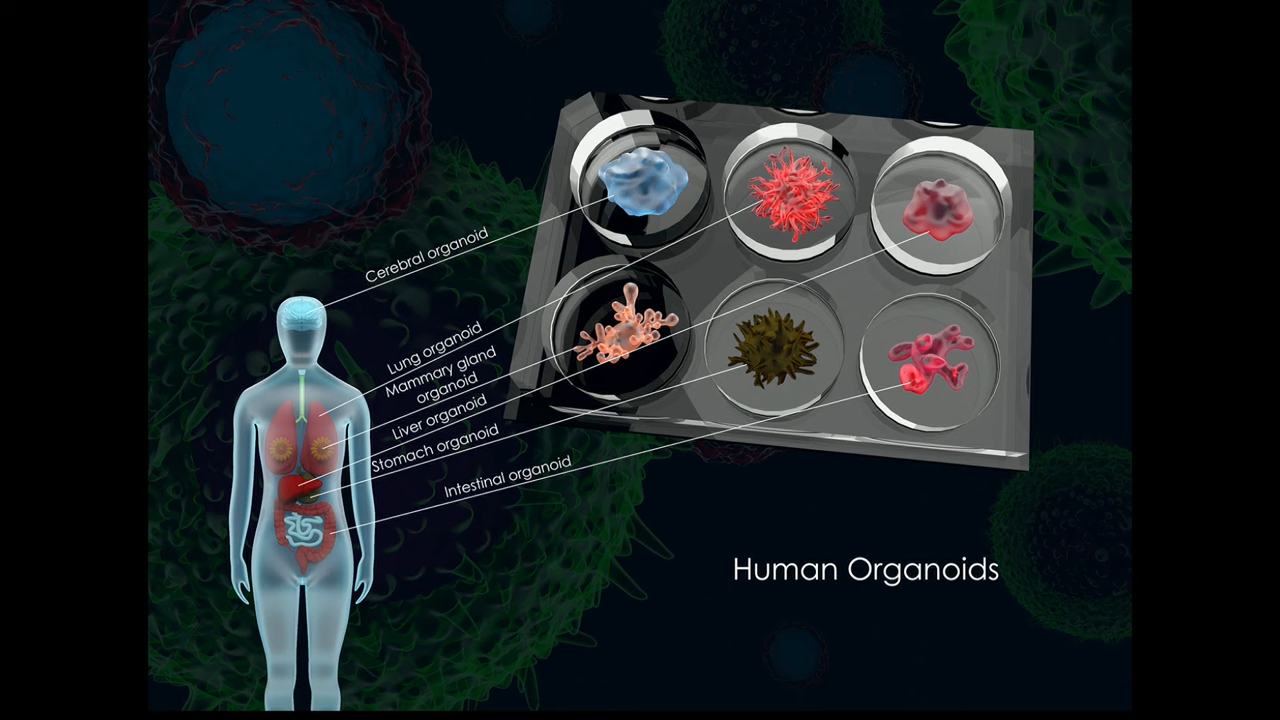 Cerebral organoid
Lung organoid
Mammary gland
organoid
Liver organoid
Stomach organoid
Intestinal organoid
Human Organoids